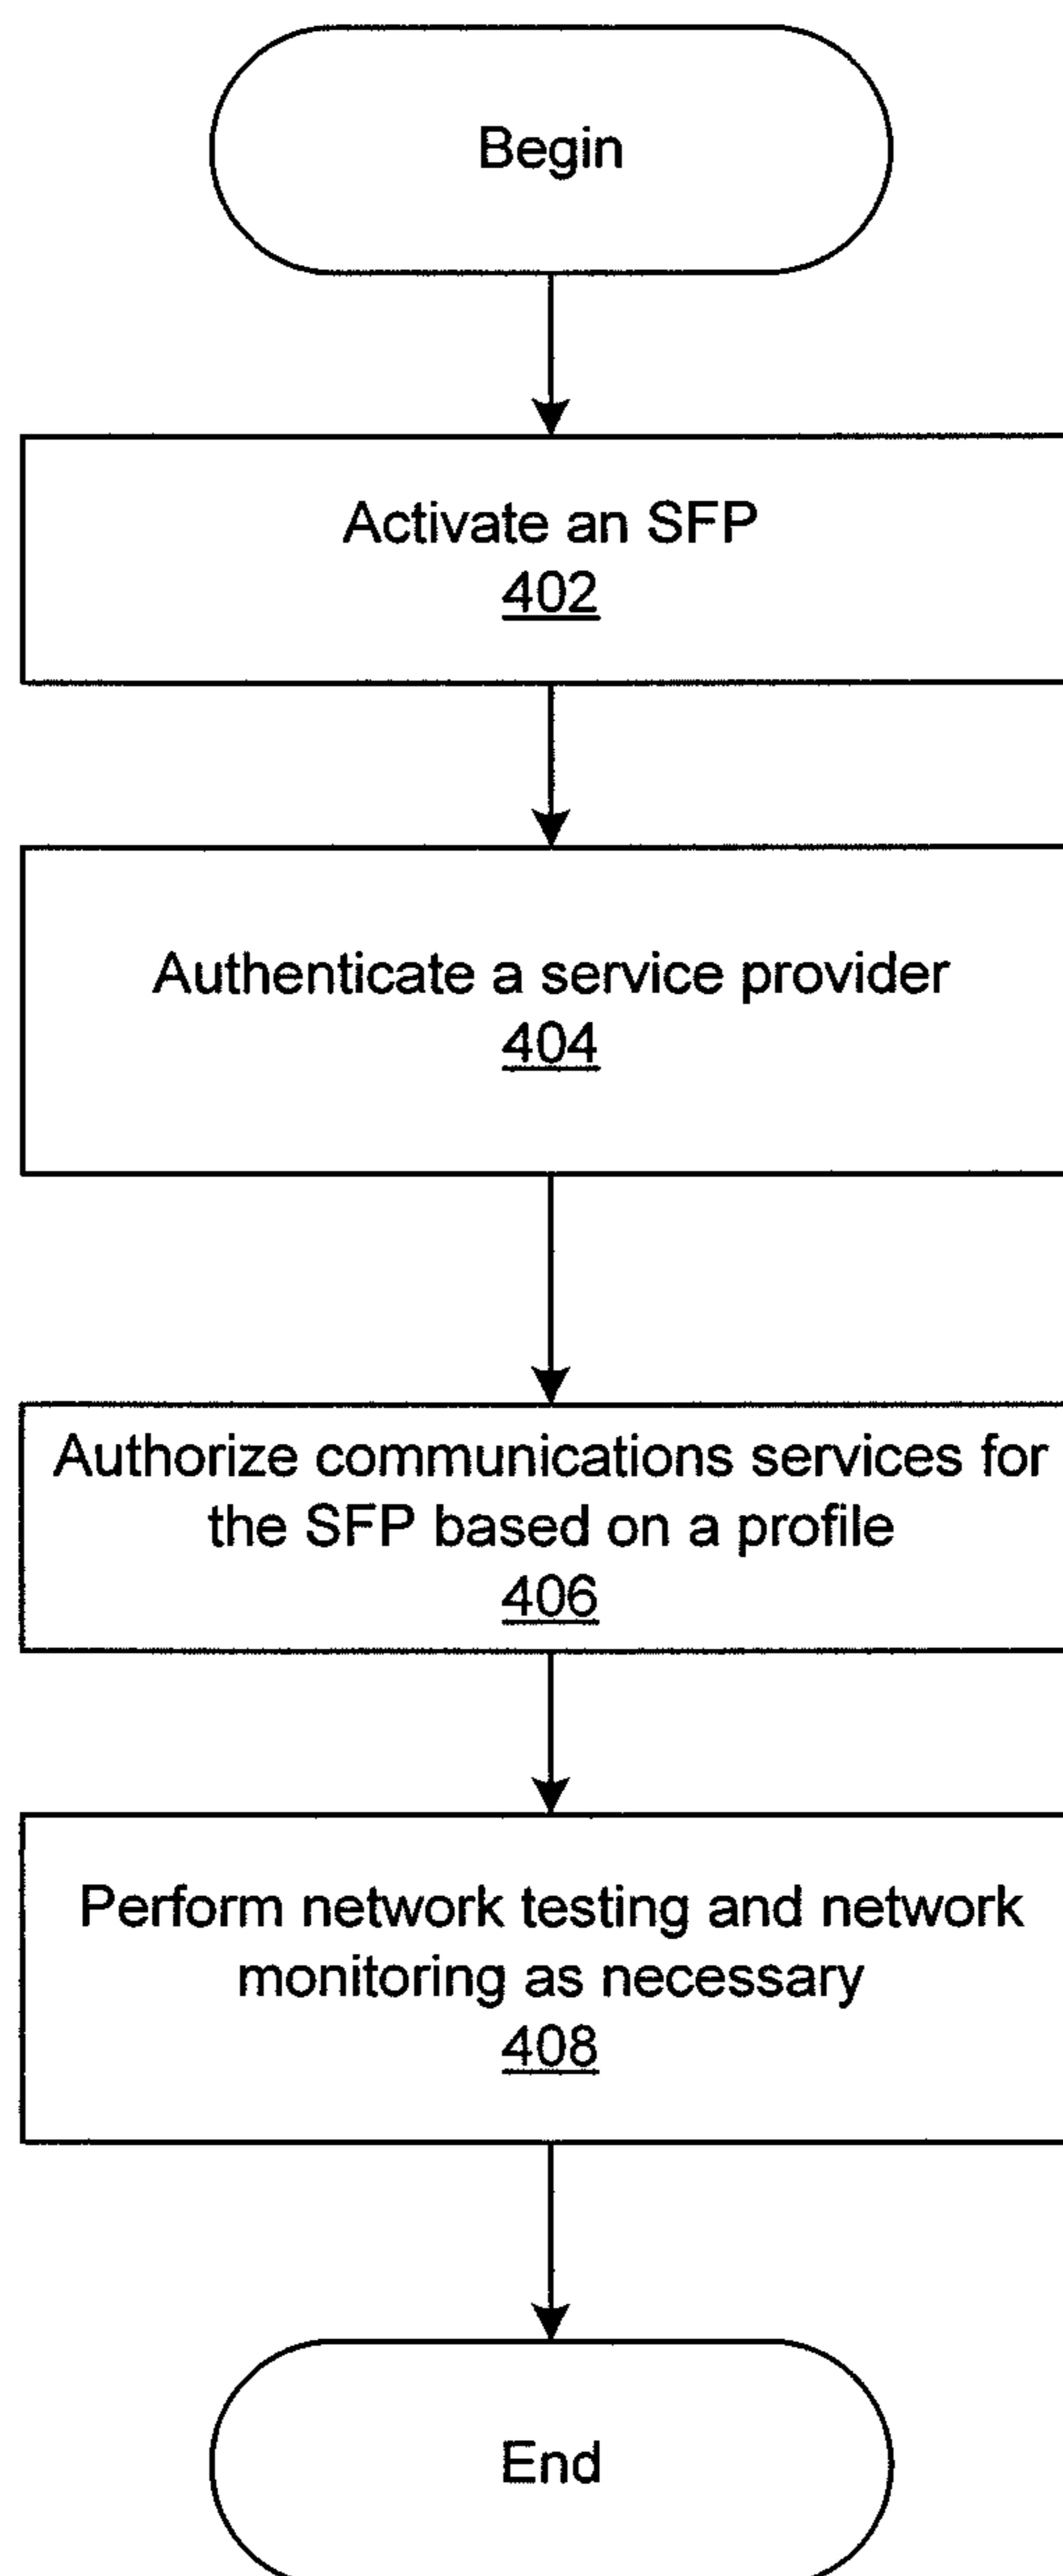 Begin
Activate an SFP
402
Authenticate a service provider
404
Authorize communications services for
the SFP based on a profile
406
Perform network testing and network
monitoring as necessary
408
End